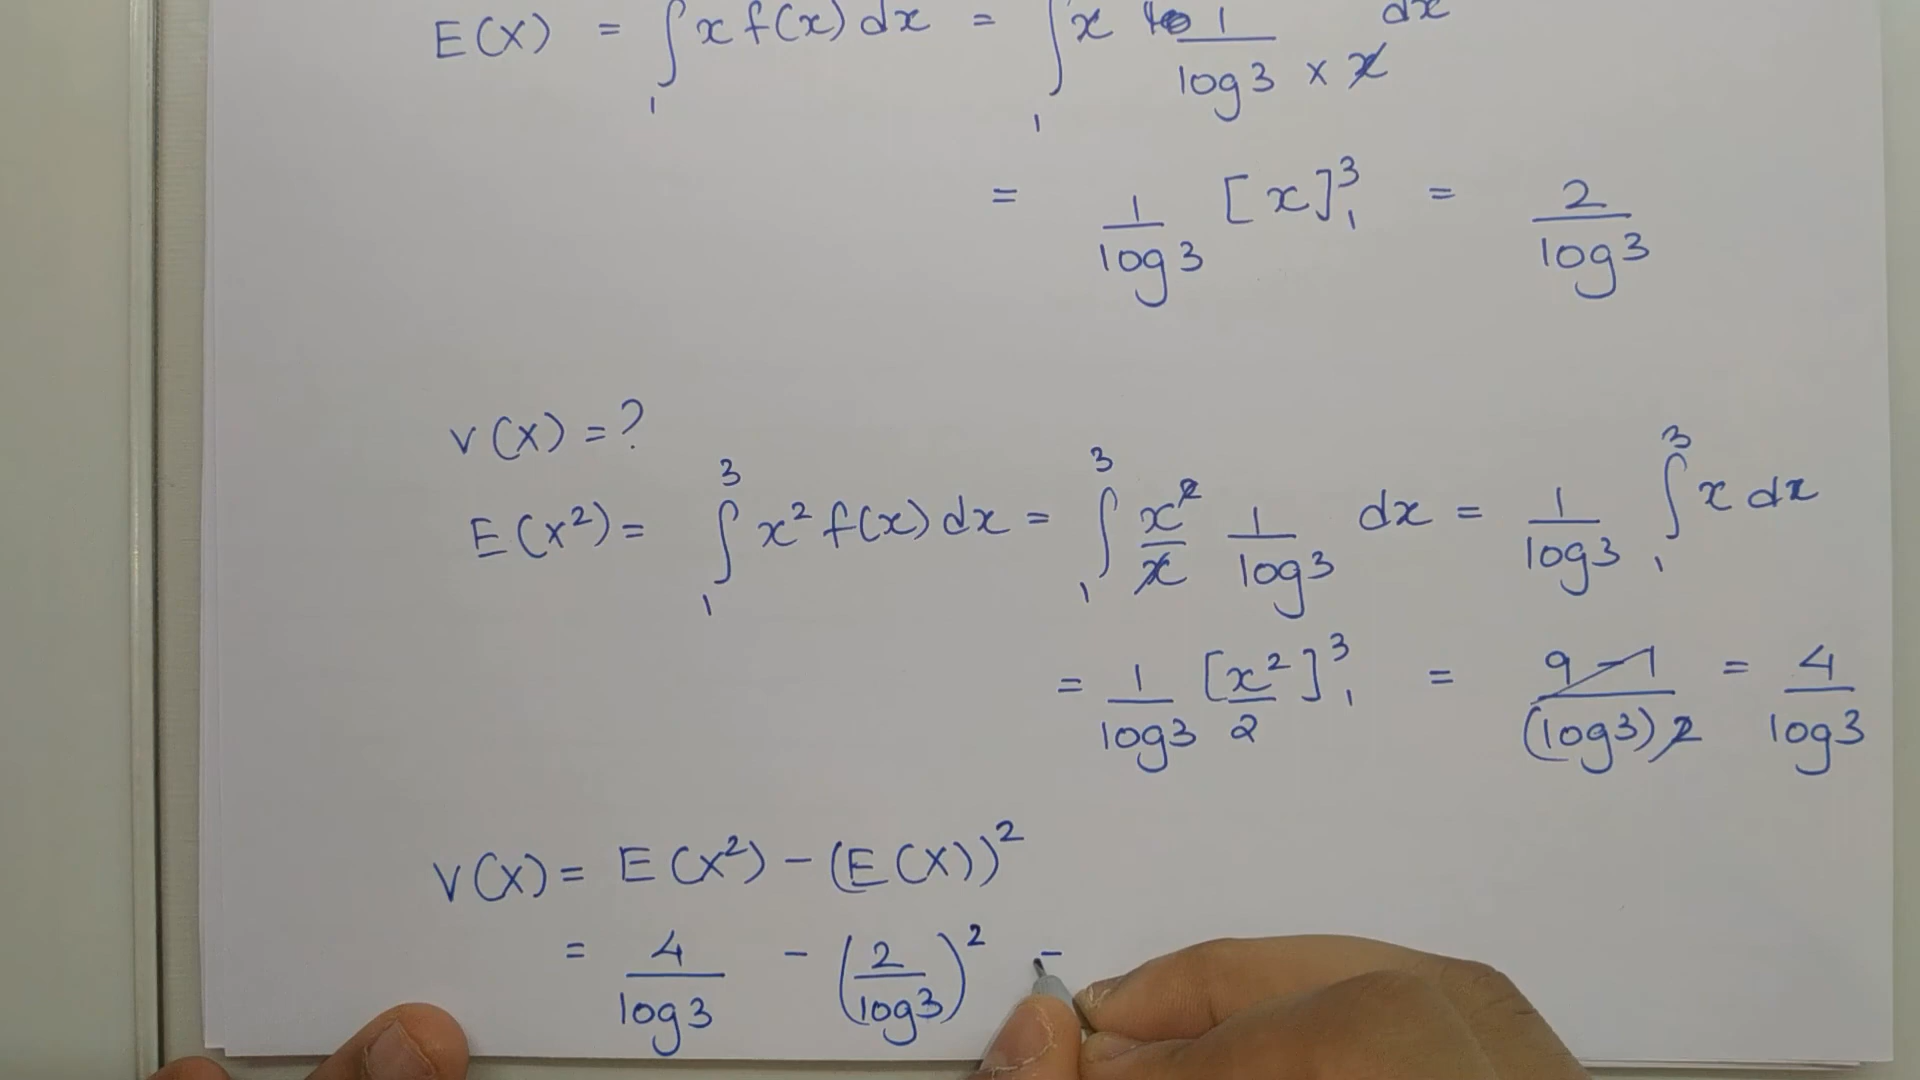 E(X) = ∫₁ x f(x) dx = ∫₁ x 1/(log3 × x) dx
= 1/log3 [x]₁³ = 2/log3
V(X) = ?
E(X²) = ∫₁³ x² f(x) dx = ∫₁³ x²/x 1/log3 dx = 1/log3 ∫₁³ x dx
= 1/log3 [x²/2]₁³ = 9-1/(log3)2 = 4/log3
V(X) = E(X²) - (E(X))²
= 4/log3 - (2/log3)² =